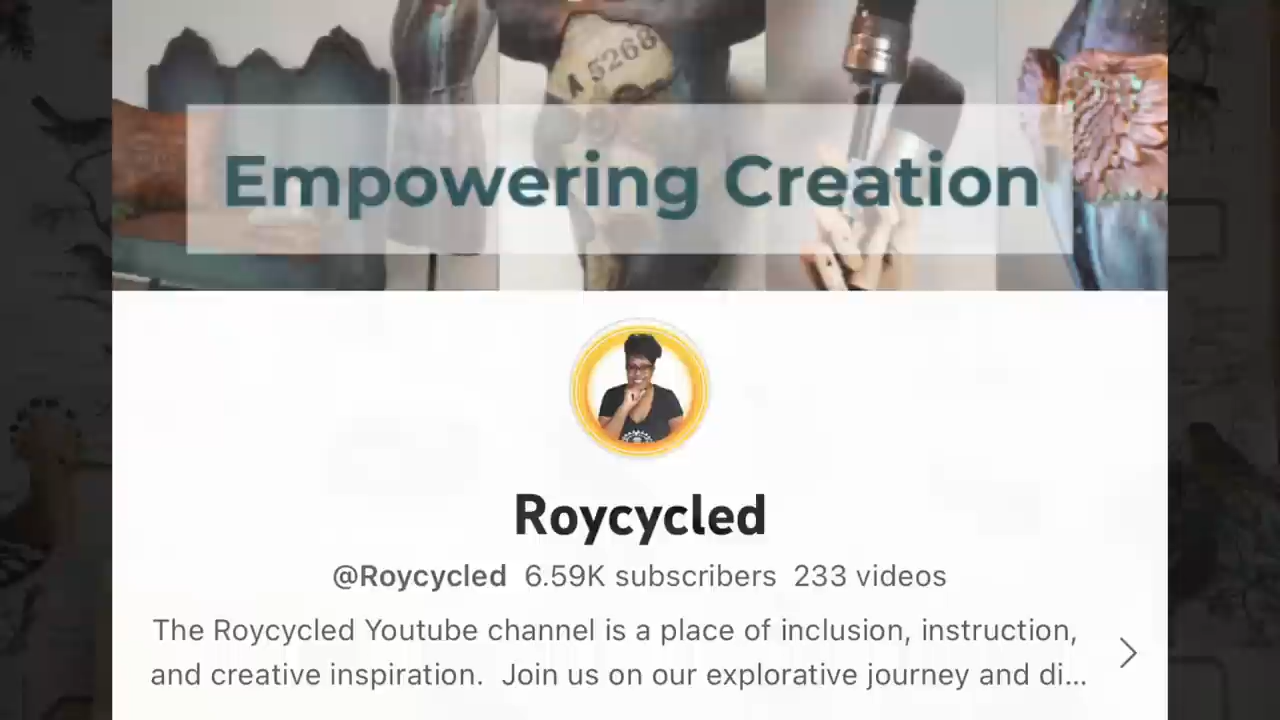 A 5268
Empowering Creation
Roycycled
@Roycycled 6.59K subscribers 233 videos
The Roycycled Youtube channel is a place of inclusion, instruction,
and creative inspiration. Join us on our explorative journey and di...